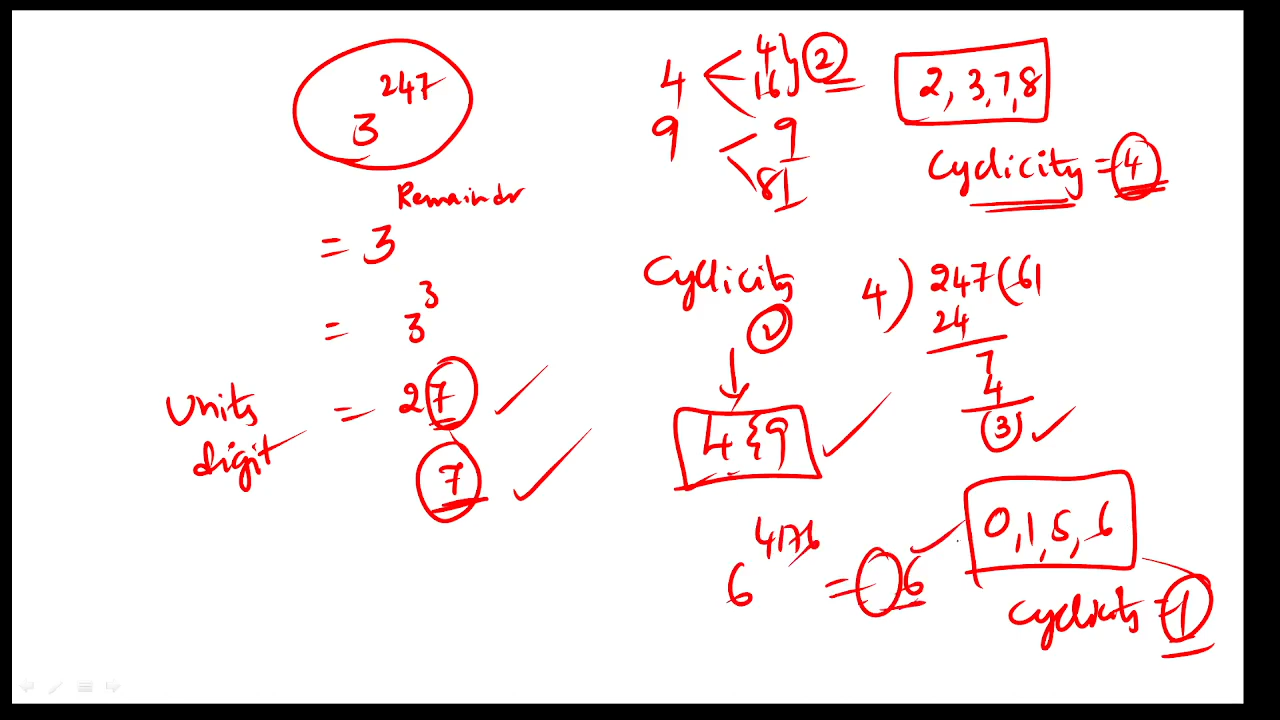 3^247
= 3^Remainder
= 3^3
Units digit = 27
7
4 < 4, 16 } 2
9 < 9, 81
2, 3, 7, 8
Cyclicity = 4
Cyclicity
2
4 & 9
4 ) 247 ( 61
24
7
4
3
6^4176 = 6
0, 1, 5, 6
Cyclicity = 1